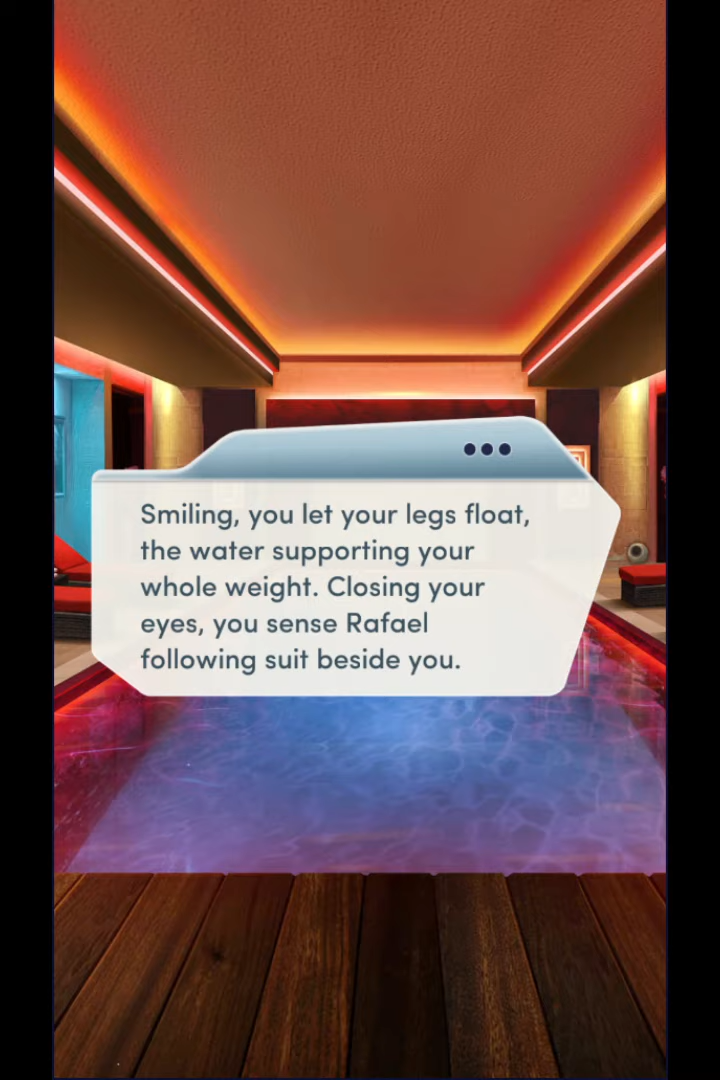 Smiling, you let your legs float,
the water supporting your
whole weight. Closing your
eyes, you sense Rafael
following suit beside you.